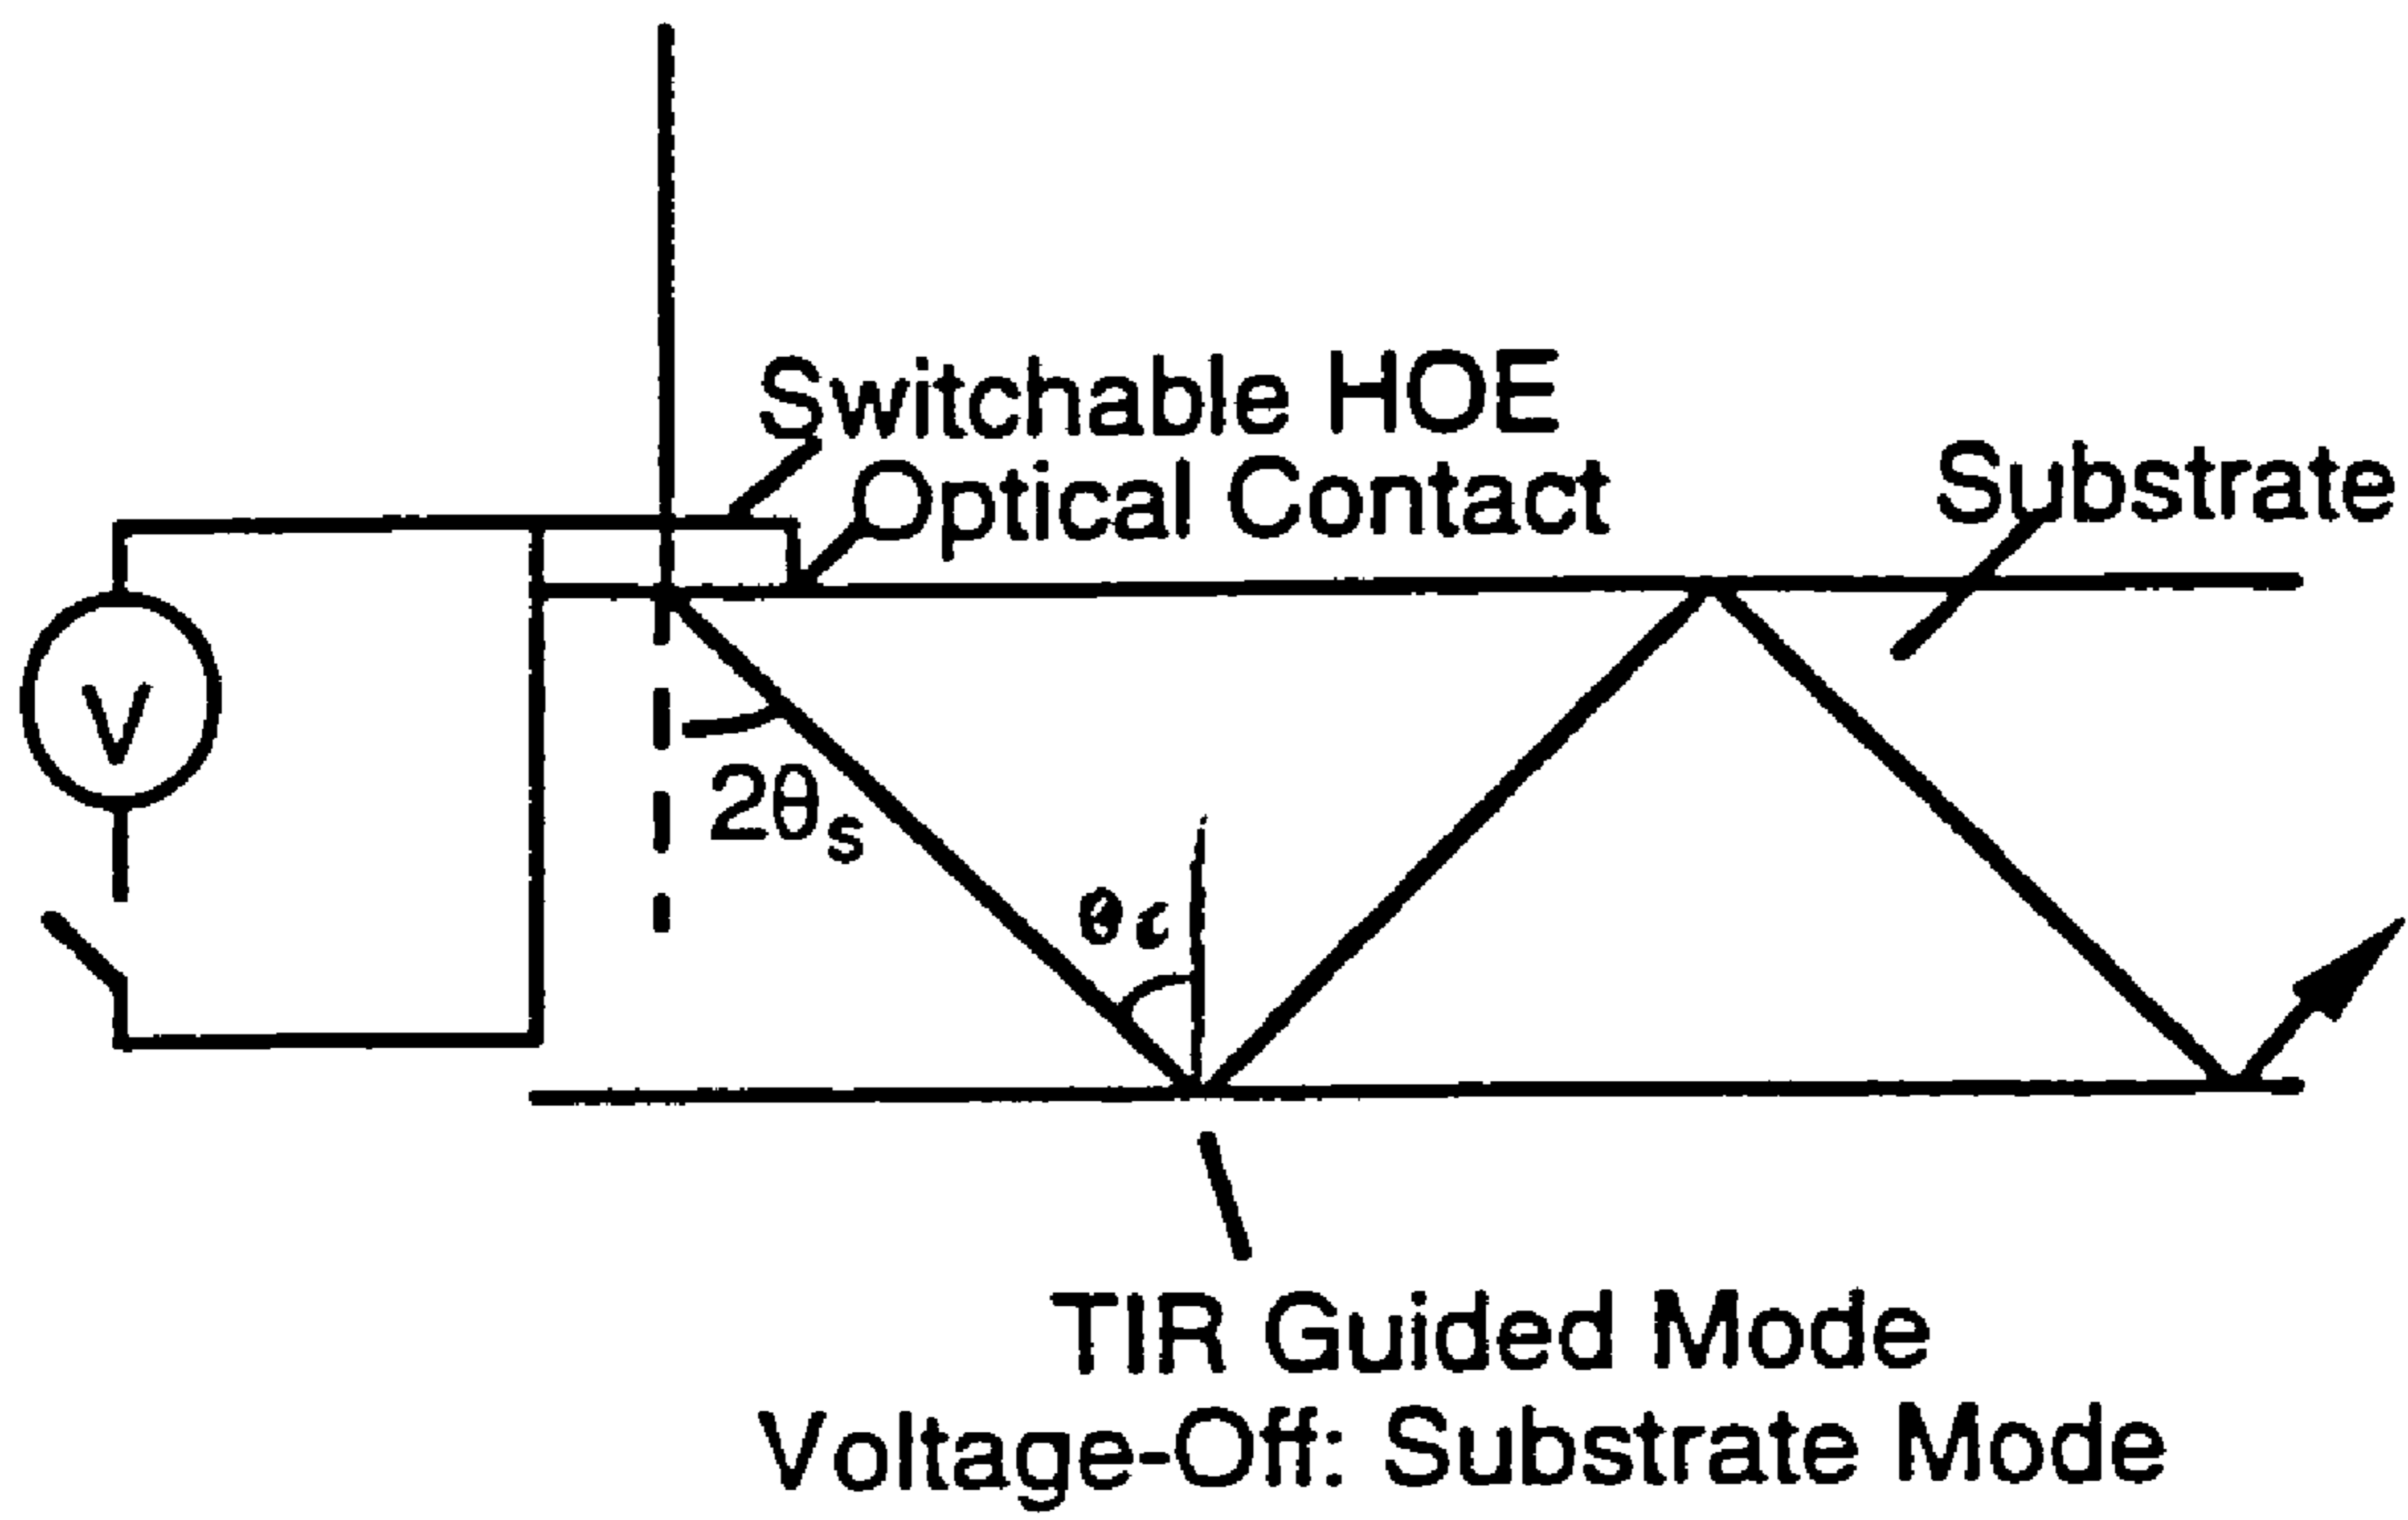 Switchable HOE
Optical Contact
Substrate
V
2θs
θc
TIR Guided Mode
Voltage-Off: Substrate Mode